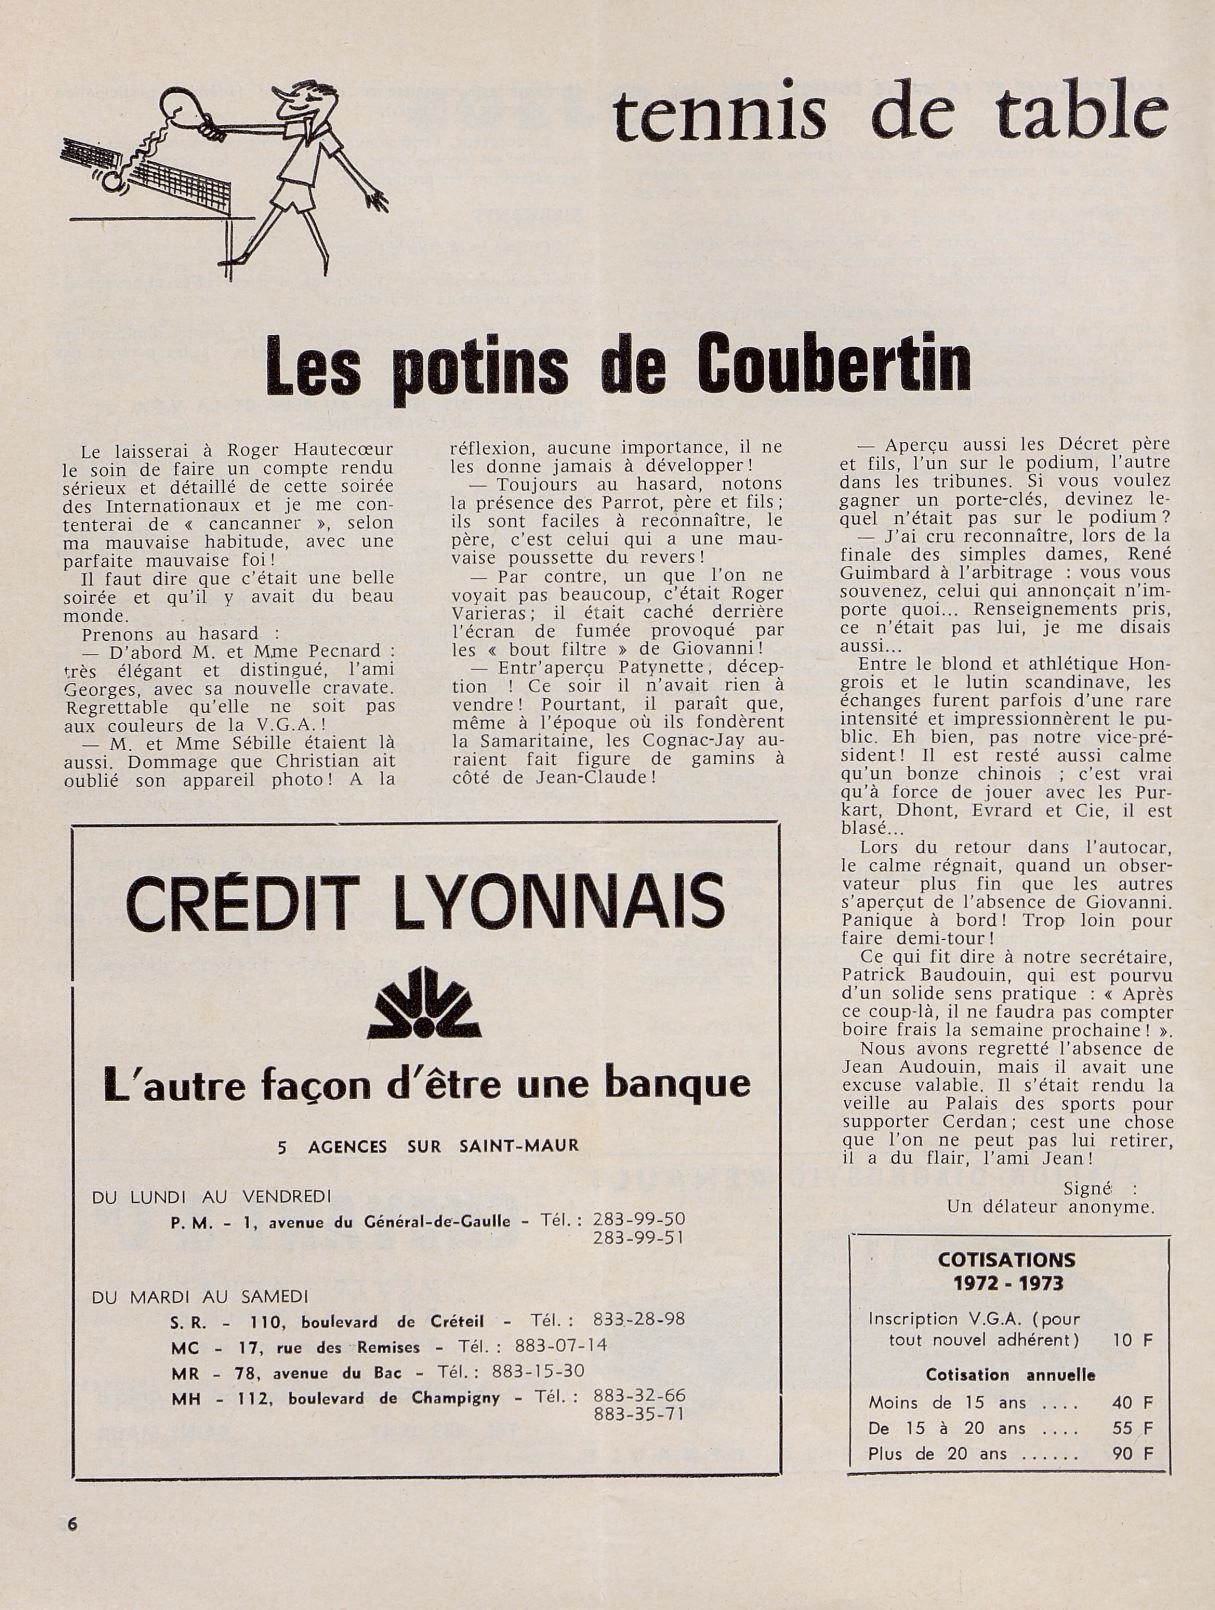 tennis de table
Les potins de Coubertin
Le laisserai à Roger Hautecœur
le soin de faire un compte rendu
sérieux et détaillé de cette soirée
des Internationaux et je me con-
tenterai de « cancanner », selon
ma mauvaise habitude, avec une
parfaite mauvaise foi !
Il faut dire que c'était une belle
soirée et qu'il y avait du beau
monde.
Prenons au hasard :
— D'abord M. et Mme Pecnard :
très élégant et distingué, l'ami
Georges, avec sa nouvelle cravate.
Regrettable qu'elle ne soit pas
aux couleurs de la V.G.A. !
— M. et Mme Sébille étaient là
aussi. Dommage que Christian ait
oublié son appareil photo ! A la
réflexion, aucune importance, il ne
les donne jamais à développer !
— Toujours au hasard, notons
la présence des Parrot, père et fils ;
ils sont faciles à reconnaître, le
père, c'est celui qui a une mau-
vaise poussette du revers !
— Par contre, un que l'on ne
voyait pas beaucoup, c'était Roger
Varieras ; il était caché derrière
l'écran de fumée provoqué par
les « bout filtre » de Giovanni !
— Entr'aperçu Patynette, décep-
tion ! Ce soir il n'avait rien à
vendre ! Pourtant, il paraît que,
même à l'époque où ils fondèrent
la Samaritaine, les Cognac-Jay au-
raient fait figure de gamins à
côté de Jean-Claude !
— Aperçu aussi les Décret père
et fils, l'un sur le podium, l'autre
dans les tribunes. Si vous voulez
gagner un porte-clés, devinez le-
quel n'était pas sur le podium ?
— J'ai cru reconnaître, lors de la
finale des simples dames, René
Guimbard à l'arbitrage : vous vous
souvenez, celui qui annonçait n'im-
porte quoi... Renseignements pris,
ce n'était pas lui, je me disais
aussi...
Entre le blond et athlétique Hon-
grois et le lutin scandinave, les
échanges furent parfois d'une rare
intensité et impressionnèrent le pu-
blic. Eh bien, pas notre vice-pré-
sident ! Il est resté aussi calme
qu'un bonze chinois ; c'est vrai
qu'à force de jouer avec les Pur-
kart, Dhont, Evrard et Cie, il est
blasé...
Lors du retour dans l'autocar,
le calme régnait, quand un obser-
vateur plus fin que les autres
s'aperçut de l'absence de Giovanni.
Panique à bord ! Trop loin pour
faire demi-tour !
Ce qui fit dire à notre secrétaire,
Patrick Baudouin, qui est pourvu
d'un solide sens pratique : « Après
ce coup-là, il ne faudra pas compter
boire frais la semaine prochaine ! ».
Nous avons regretté l'absence de
Jean Audouin, mais il avait une
excuse valable. Il s'était rendu la
veille au Palais des sports pour
supporter Cerdan ; cest une chose
que l'on ne peut pas lui retirer,
il a du flair, l'ami Jean !
Signé :
Un délateur anonyme.
CRÉDIT LYONNAIS
L'autre façon d'être une banque
5 AGENCES SUR SAINT-MAUR
DU LUNDI AU VENDREDI
P. M. - 1, avenue du Général-de-Gaulle - Tél. : 283-99-50
283-99-51
DU MARDI AU SAMEDI
S. R. - 110, boulevard de Créteil - Tél. : 833-28-98
MC - 17, rue des Remises - Tél. : 883-07-14
MR - 78, avenue du Bac - Tél. : 883-15-30
MH - 112, boulevard de Champigny - Tél. : 883-32-66
883-35-71
COTISATIONS
1972 - 1973
Inscription V.G.A. (pour
tout nouvel adhérent) 10 F
Cotisation annuelle
Moins de 15 ans .... 40 F
De 15 à 20 ans .... 55 F
Plus de 20 ans ...... 90 F
6